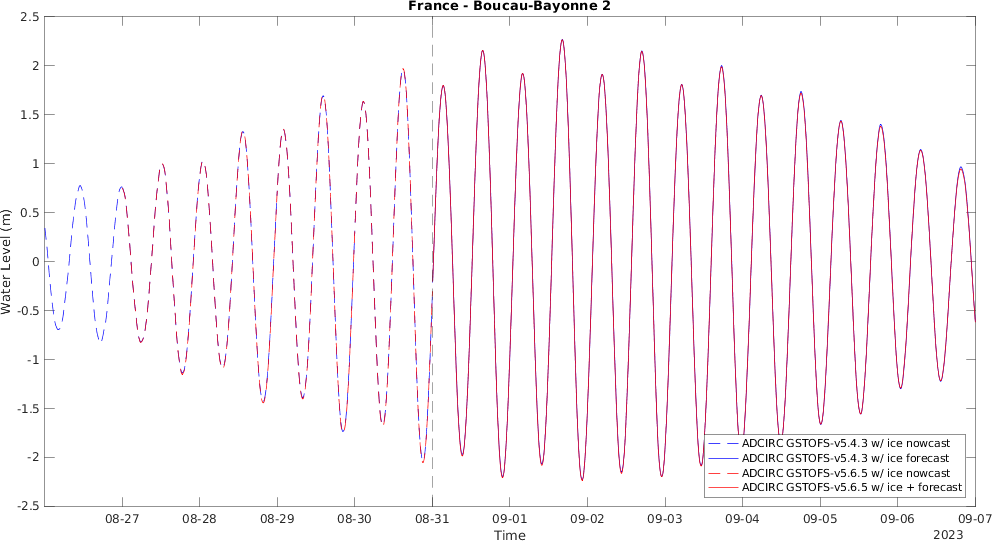 France - Boucau-Bayonne 2
Water Level (m)
2.5
2
1.5
1
0.5
0
-0.5
-1
-1.5
-2
-2.5
ADCIRC GSTOFS-v5.4.3 w/ ice nowcast
ADCIRC GSTOFS-v5.4.3 w/ ice forecast
ADCIRC GSTOFS-v5.6.5 w/ ice nowcast
ADCIRC GSTOFS-v5.6.5 w/ ice + forecast
08-27 08-28 08-29 08-30 08-31 09-01 09-02 09-03 09-04 09-05 09-06 09-07
Time
2023